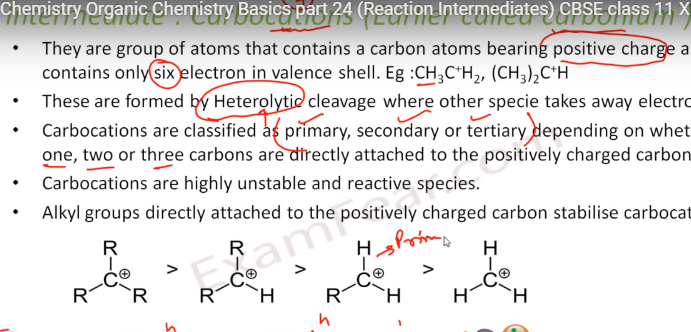 Chemistry Organic Chemistry Basics part 24 (Reaction Intermediates) CBSE class 11 X
Intermediate : Carbocations (Earlier called carbonium
• They are group of atoms that contains a carbon atoms bearing positive charge a
contains only six electron in valence shell. Eg :CH₃C⁺H₂, (CH₃)₂C⁺H
• These are formed by Heterolytic cleavage where other specie takes away electro
• Carbocations are classified as primary, secondary or tertiary depending on whet
one, two or three carbons are directly attached to the positively charged carbon
• Carbocations are highly unstable and reactive species.
• Alkyl groups directly attached to the positively charged carbon stabilise carbocat
Prim
R R H H
C⊕ > C⊕ > C⊕ > C⊕
R R R H R H H H
h h
ExamFear.com